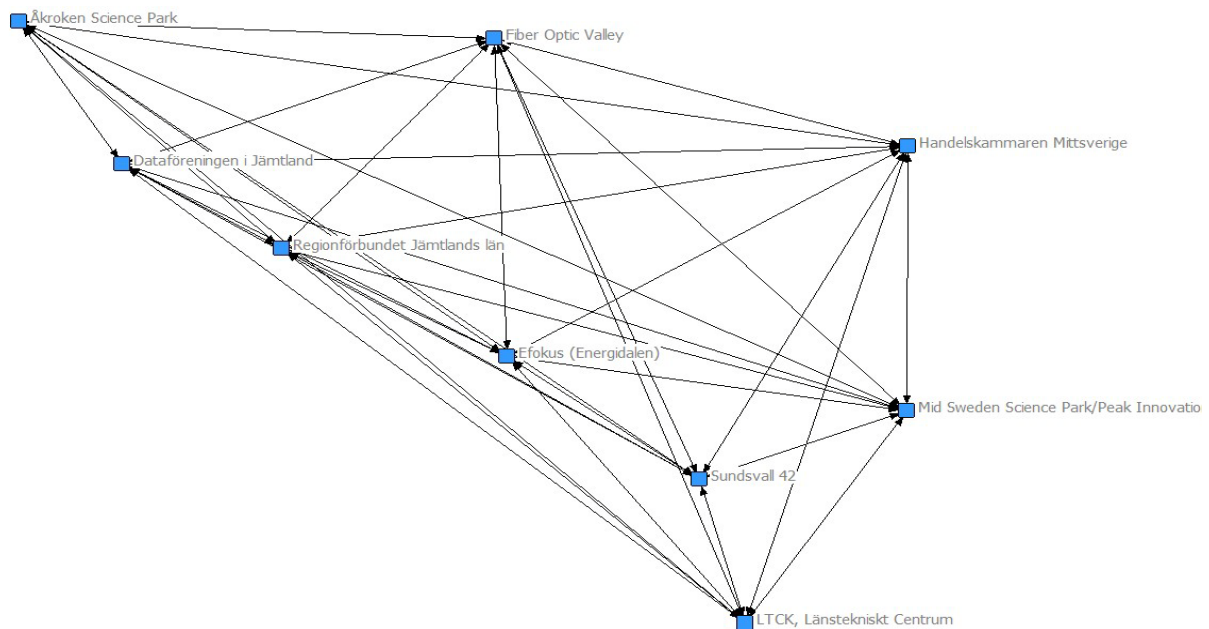 Åkroken Science Park
Fiber Optic Valley
Handelskammaren Mittsverige
Dataföreningen i Jämtland
Regionförbundet Jämtlands län
Efokus (Energidalen)
Mid Sweden Science Park/Peak Innovatio
Sundsvall 42
LTCK, Länstekniskt Centrum